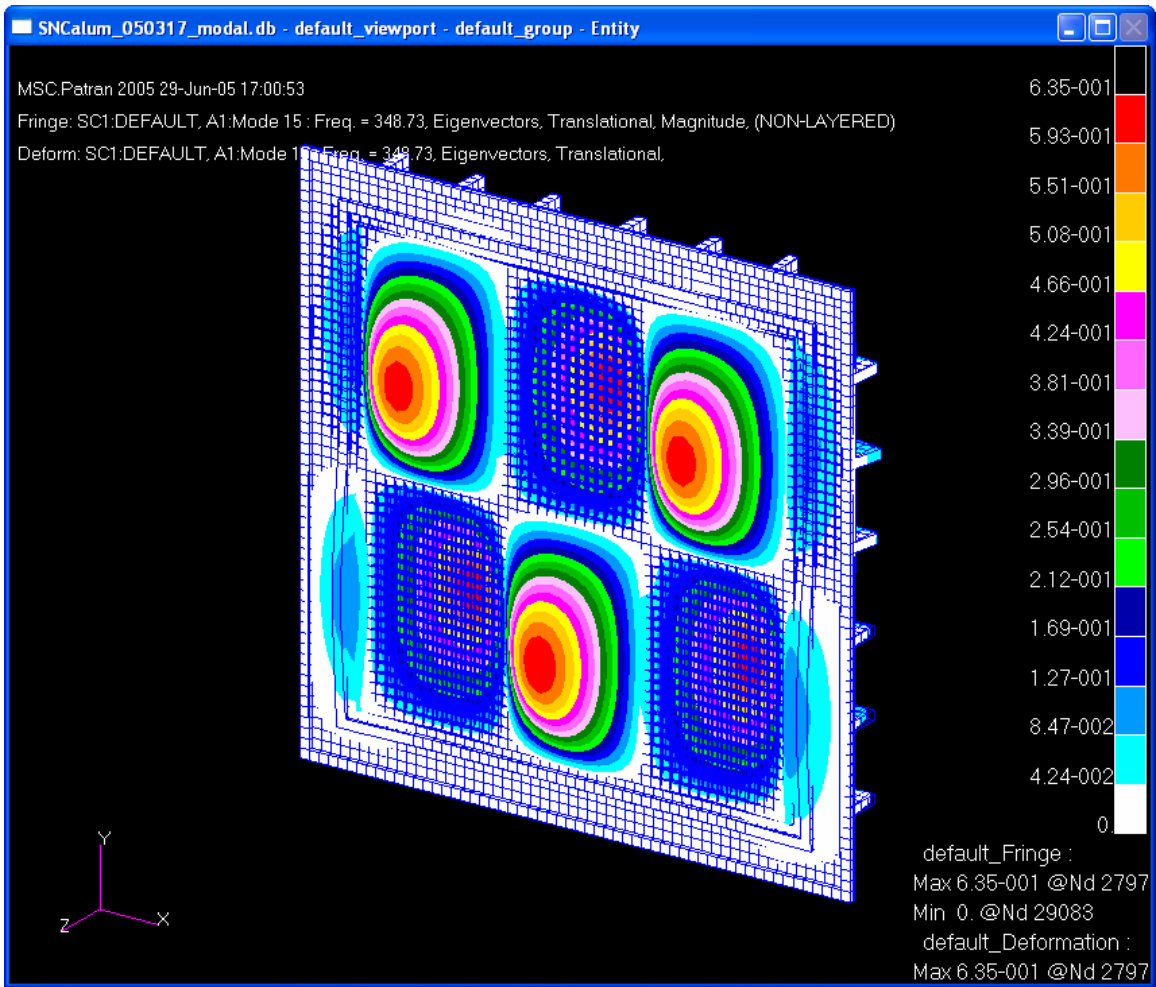 SNCalum_050317_modal.db - default_viewport - default_group - Entity
MSC.Patran 2005 29-Jun-05 17:00:53
Fringe: SC1:DEFAULT, A1:Mode 15 : Freq. = 348.73, Eigenvectors, Translational, Magnitude, (NON-LAYERED)
Deform: SC1:DEFAULT, A1:Mode 1 Freq. = 348.73, Eigenvectors, Translational,
6.35-001
5.93-001
5.51-001
5.08-001
4.66-001
4.24-001
3.81-001
3.39-001
2.96-001
2.54-001
2.12-001
1.69-001
1.27-001
8.47-002
4.24-002
0.
default_Fringe :
Max 6.35-001 @Nd 2797
Min 0. @Nd 29083
default_Deformation :
Max 6.35-001 @Nd 2797
Y
Z
X